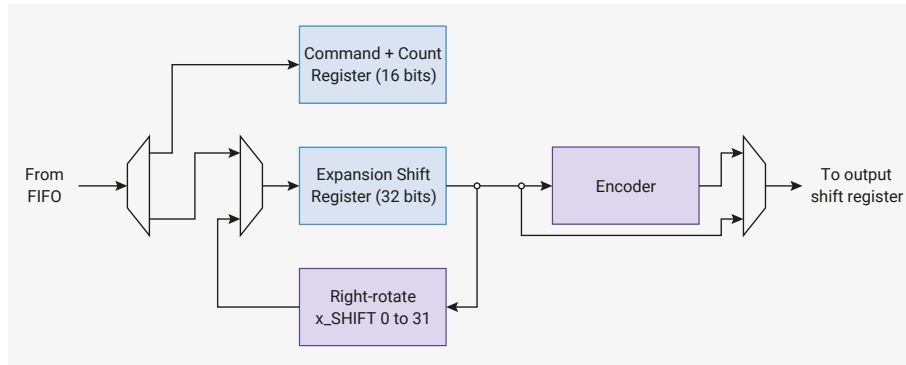 Command + Count
Register (16 bits)
From
FIFO
Expansion Shift
Register (32 bits)
Encoder
To output
shift register
Right-rotate
x_SHIFT 0 to 31